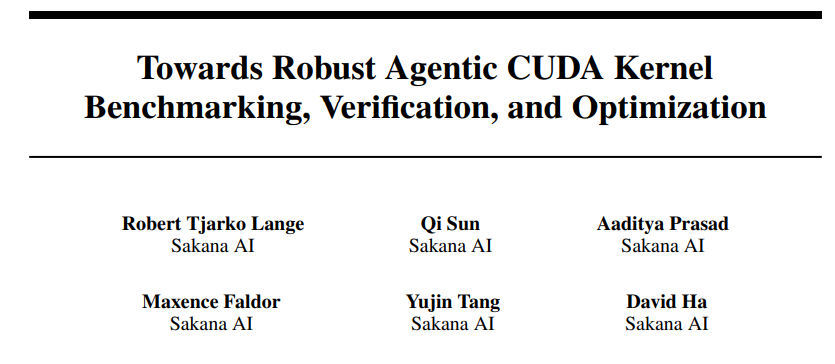 Towards Robust Agentic CUDA Kernel
Benchmarking, Verification, and Optimization
Robert Tjarko Lange
Sakana AI
Qi Sun
Sakana AI
Aaditya Prasad
Sakana AI
Maxence Faldor
Sakana AI
Yujin Tang
Sakana AI
David Ha
Sakana AI